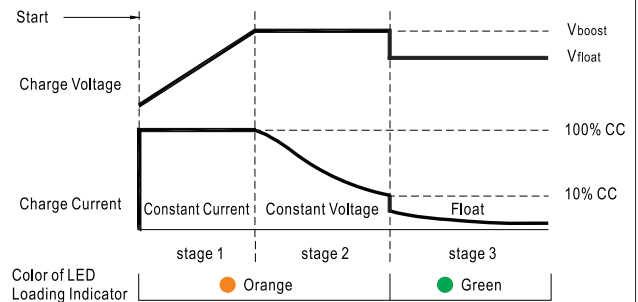 Start
Vboost
Vfloat
Charge Voltage
100% CC
10% CC
Charge Current
Constant Current
Constant Voltage
Float
stage 1
stage 2
stage 3
Color of LED
Loading Indicator
Orange
Green